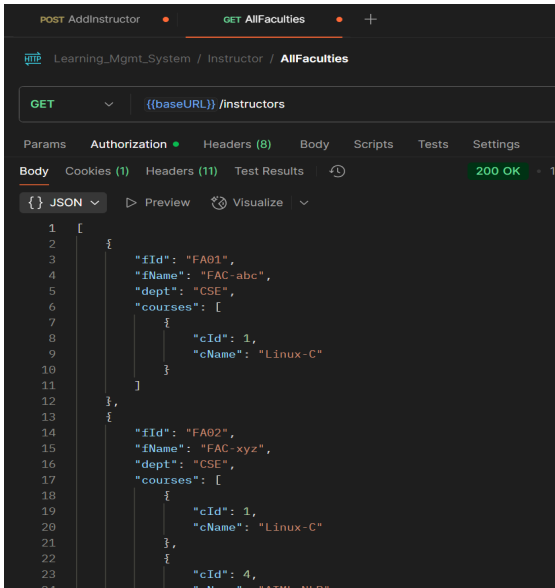 POST AddInstructor
GET AllFaculties
+
HTTP Learning_Mgmt_System / Instructor / AllFaculties
GET {{baseURL}} /instructors
Params Authorization Headers (8) Body Scripts Tests Settings
Body Cookies (1) Headers (11) Test Results 200 OK
{} JSON Preview Visualize
1 [
2 {
3 "fId": "FA01",
4 "fName": "FAC-abc",
5 "dept": "CSE",
6 "courses": [
7 {
8 "cId": 1,
9 "cName": "Linux-C"
10 }
11 ]
12 },
13 {
14 "fId": "FA02",
15 "fName": "FAC-xyz",
16 "dept": "CSE",
17 "courses": [
18 {
19 "cId": 1,
20 "cName": "Linux-C"
21 },
22 {
23 "cId": 4,